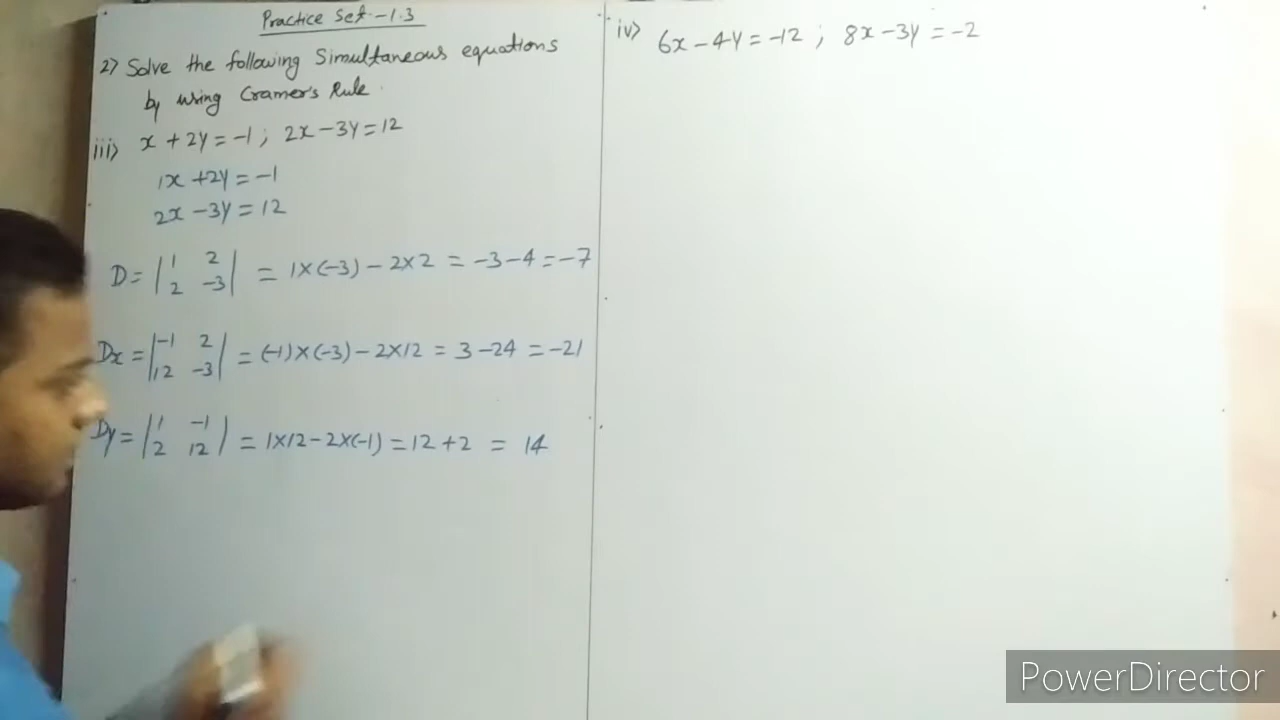 Practice Set-1.3
2) Solve the following Simultaneous equations
by using Cramer's Rule.
iii) x + 2y = -1 ; 2x - 3y = 12
1x + 2y = -1
2x - 3y = 12
D = | 1 2 | = 1×(-3) - 2×2 = -3-4 = -7
| 2 -3 |
Dx = | -1 2 | = (-1)×(-3) - 2×12 = 3-24 = -21
| 12 -3 |
Dy = | 1 -1 | = 1×12 - 2×(-1) = 12+2 = 14
| 2 12 |
iv) 6x - 4y = -12 ; 8x - 3y = -2
PowerDirector